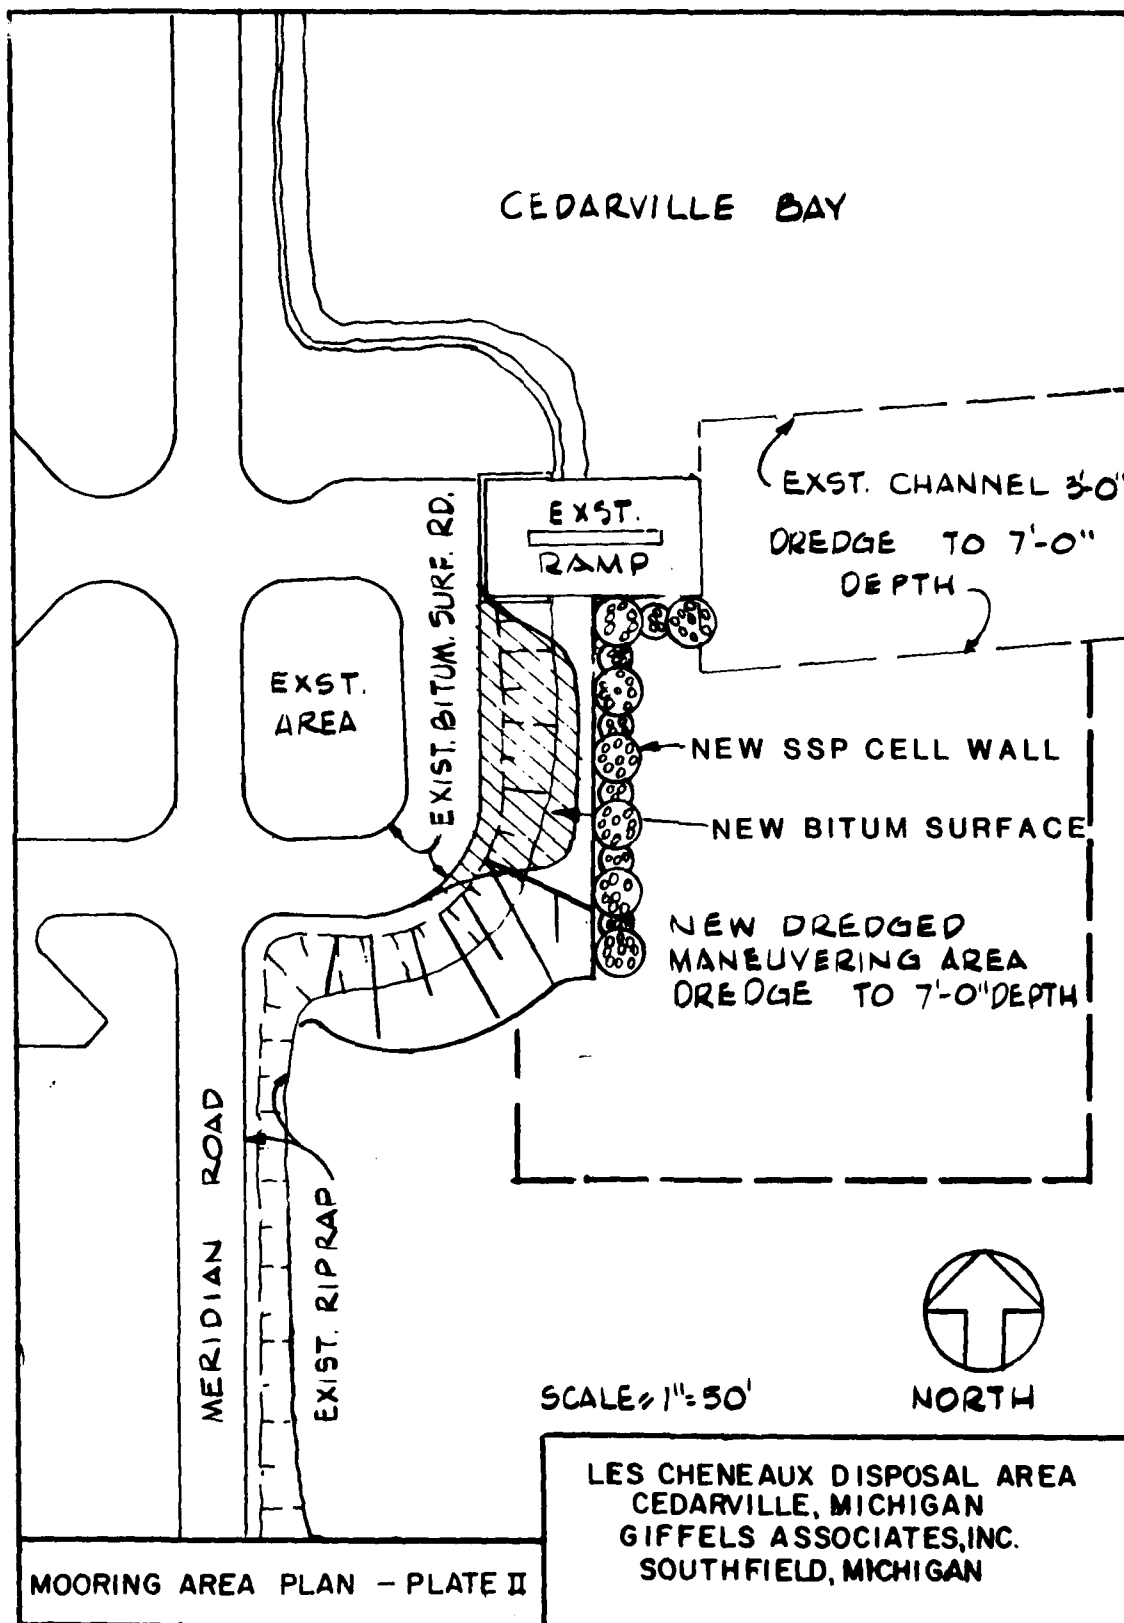 CEDARVILLE BAY
EXST. CHANNEL 3'-0"
DREDGE TO 7'-0"
DEPTH
EXST.
RAMP
EXIST. BITUM. SURF. RD.
EXST.
AREA
NEW SSP CELL WALL
NEW BITUM SURFACE
NEW DREDGED
MANEUVERING AREA
DREDGE TO 7'-0" DEPTH
MERIDIAN ROAD
EXIST. RIPRAP
SCALE: 1"=50'
NORTH
LES CHENEAUX DISPOSAL AREA
CEDARVILLE, MICHIGAN
GIFFELS ASSOCIATES, INC.
SOUTHFIELD, MICHIGAN
MOORING AREA PLAN - PLATE II